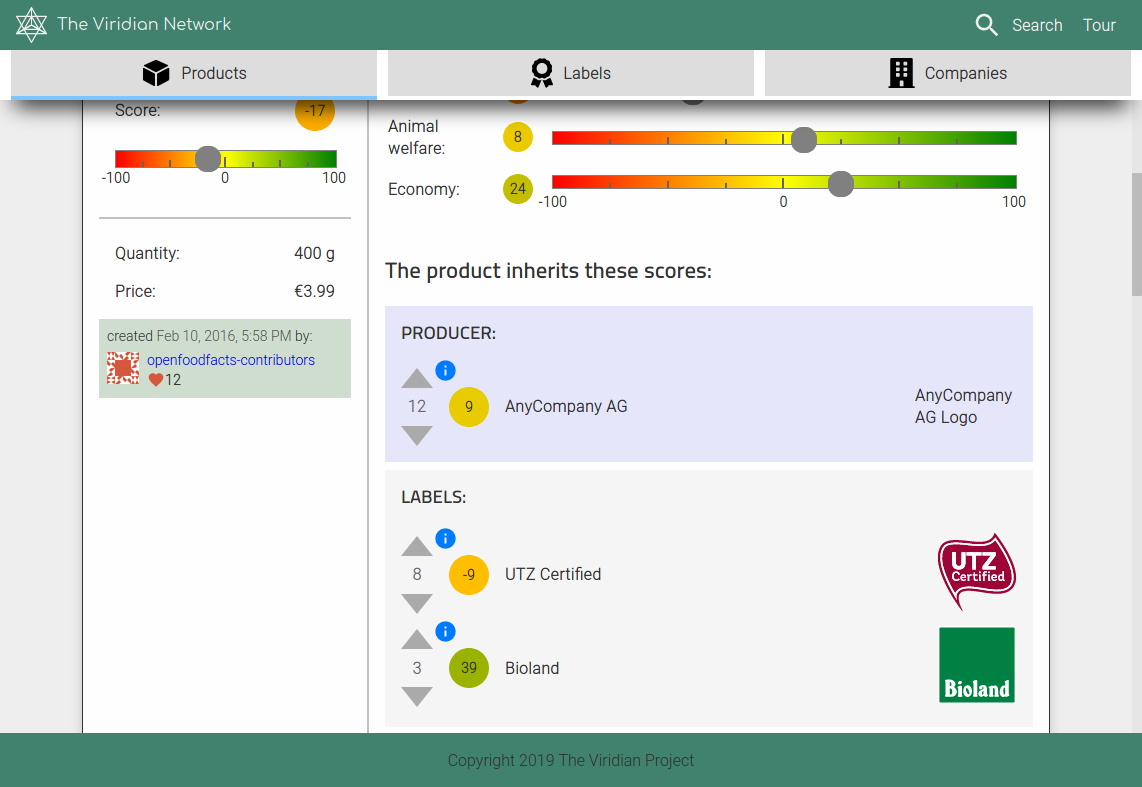 The Viridian Network
Search
Tour
Products
Labels
Companies
Score:
-17
-100
0
100
Quantity:
400 g
Price:
€3.99
created Feb 10, 2016, 5:58 PM by:
openfoodfacts-contributors
12
Animal
welfare:
8
Economy:
24
-100
0
100
The product inherits these scores:
PRODUCER:
12
9
AnyCompany AG
AnyCompany
AG Logo
LABELS:
8
-9
UTZ Certified
UTZ
Certified
3
39
Bioland
Bioland
Copyright 2019 The Viridian Project